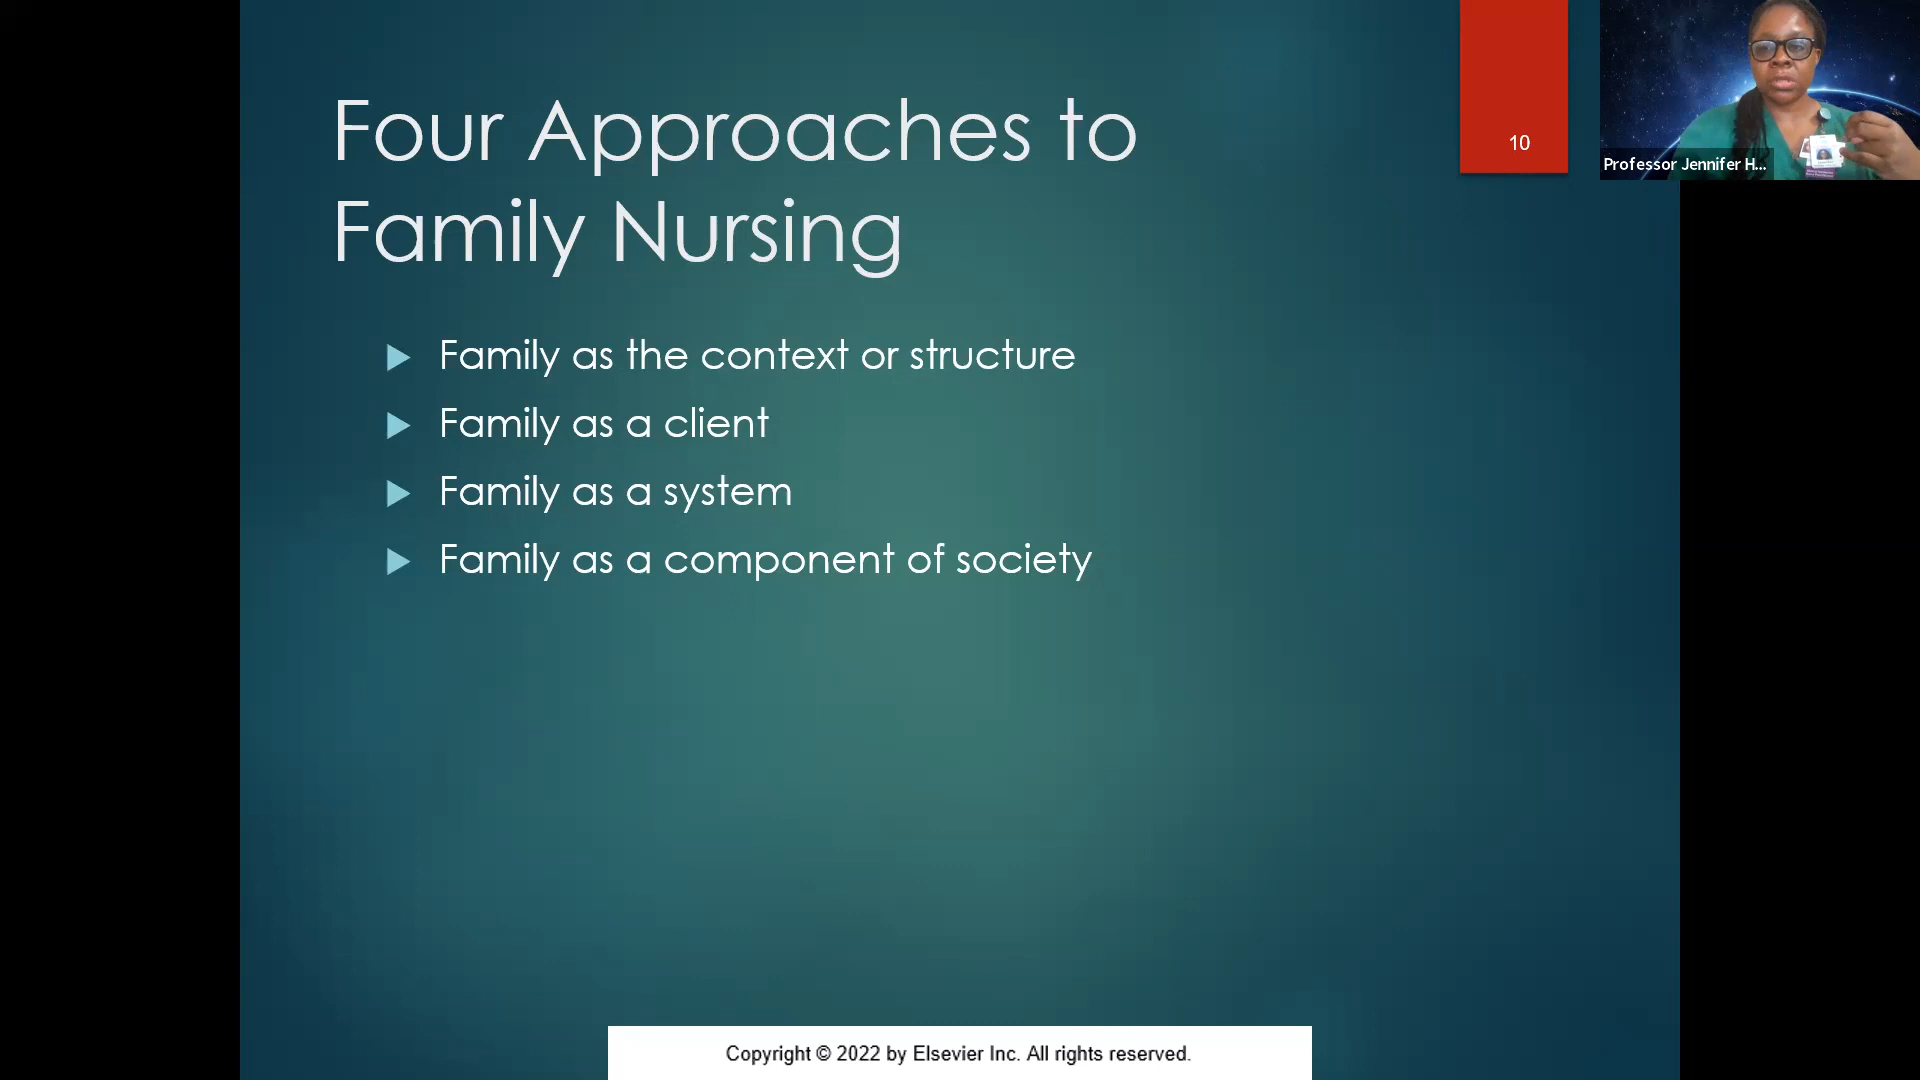 Four Approaches to
Family Nursing
10
Professor Jennifer H...
Family as the context or structure
Family as a client
Family as a system
Family as a component of society
Copyright © 2022 by Elsevier Inc. All rights reserved.